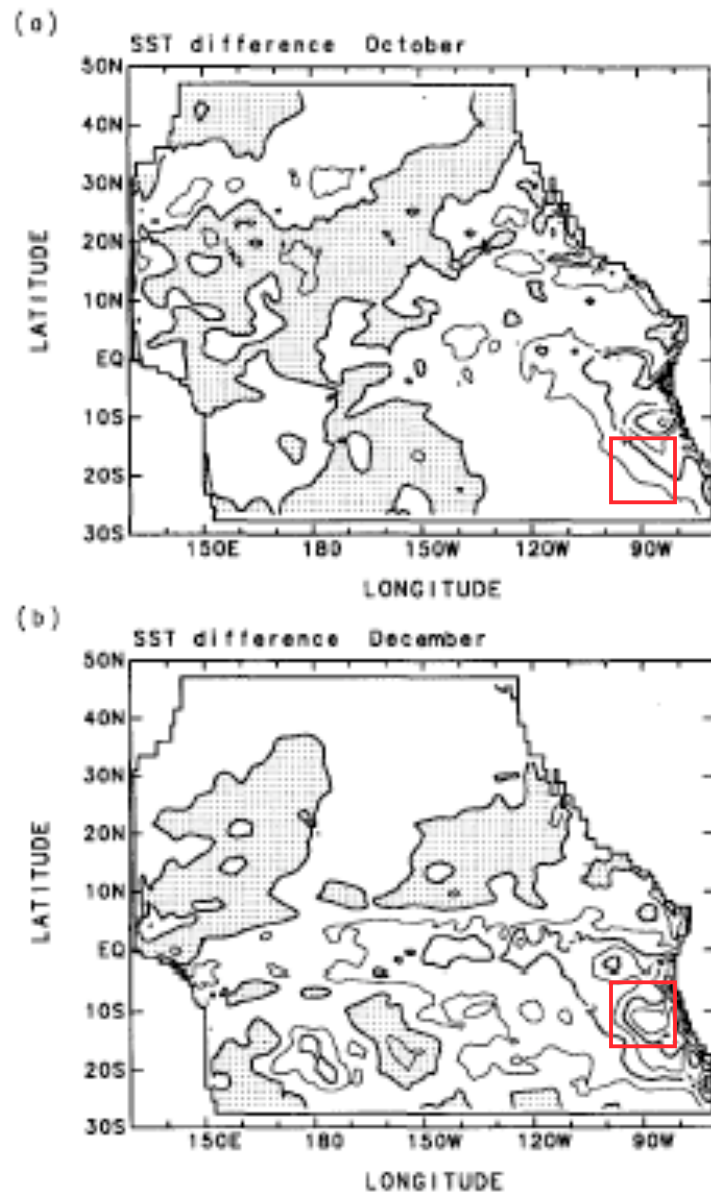 (a)
SST difference October
50N
40N
30N
20N
10N
EQ
10S
20S
30S
LATITUDE
150E 180 150W 120W 90W
LONGITUDE
(b)
SST difference December
50N
40N
30N
20N
10N
EQ
10S
20S
30S
LATITUDE
150E 180 150W 120W 90W
LONGITUDE